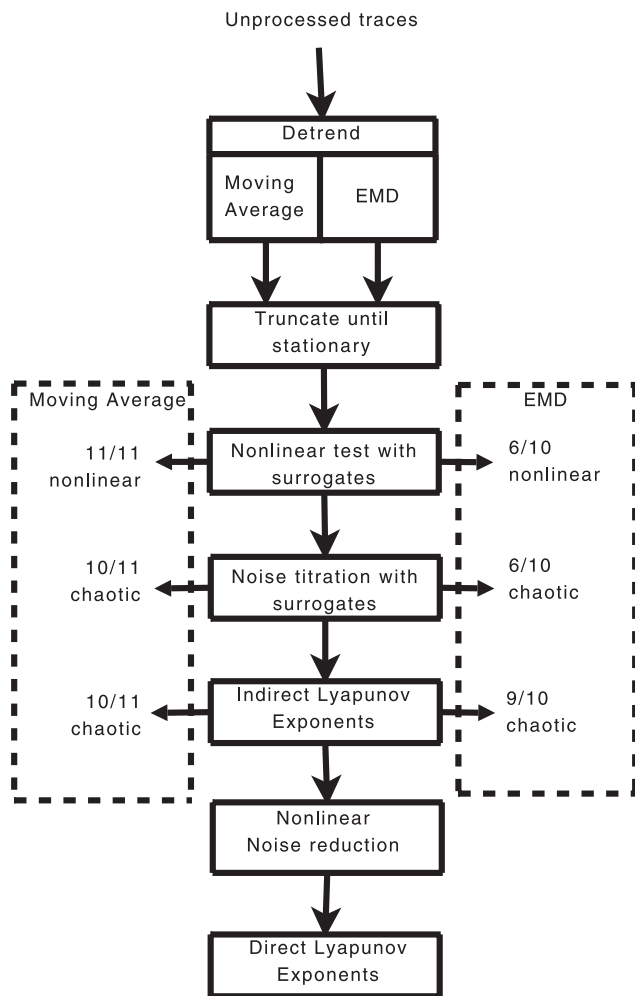 Unprocessed traces
Detrend
Moving
Average
EMD
Truncate until
stationary
Moving Average
EMD
11/11
nonlinear
Nonlinear test with
surrogates
6/10
nonlinear
10/11
chaotic
Noise titration with
surrogates
6/10
chaotic
10/11
chaotic
Indirect Lyapunov
Exponents
9/10
chaotic
Nonlinear
Noise reduction
Direct Lyapunov
Exponents